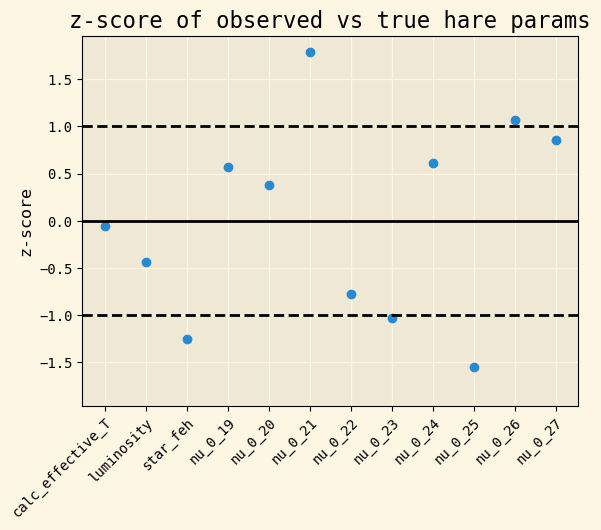 z-score of observed vs true hare params
z-score
1.5
1.0
0.5
0.0
−0.5
−1.0
−1.5
calc_effective_T
luminosity
star_feh
nu_0_19
nu_0_20
nu_0_21
nu_0_22
nu_0_23
nu_0_24
nu_0_25
nu_0_26
nu_0_27